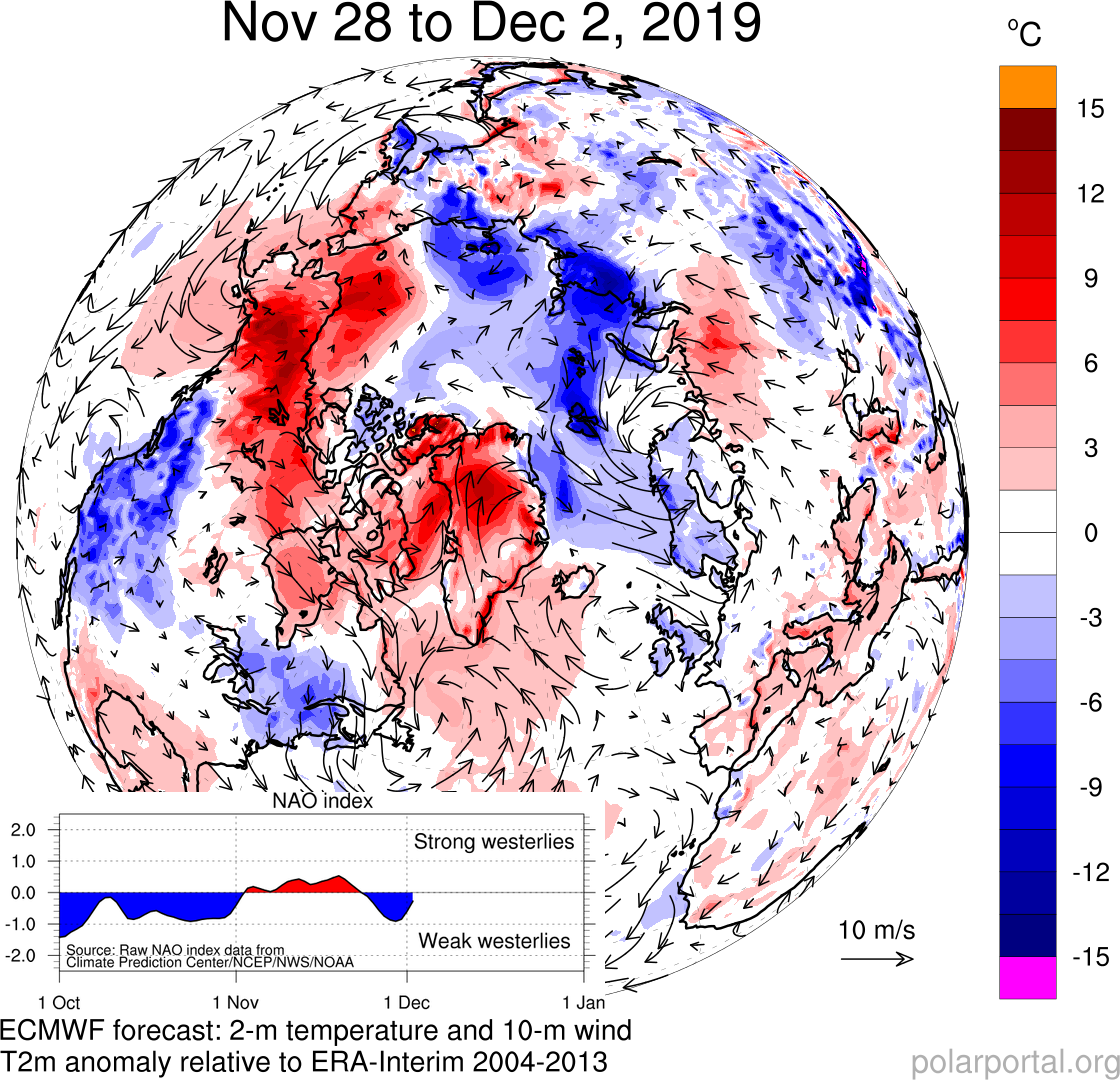 Nov 28 to Dec 2, 2019
oC
15
12
9
6
3
0
-3
-6
-9
-12
-15
NAO index
2.0
1.0
0.0
-1.0
-2.0
Strong westerlies
Weak westerlies
Source: Raw NAO index data from
Climate Prediction Center/NCEP/NWS/NOAA
1 Oct
1 Nov
1 Dec
1 Jan
10 m/s
ECMWF forecast: 2-m temperature and 10-m wind
T2m anomaly relative to ERA-Interim 2004-2013
polarportal.org